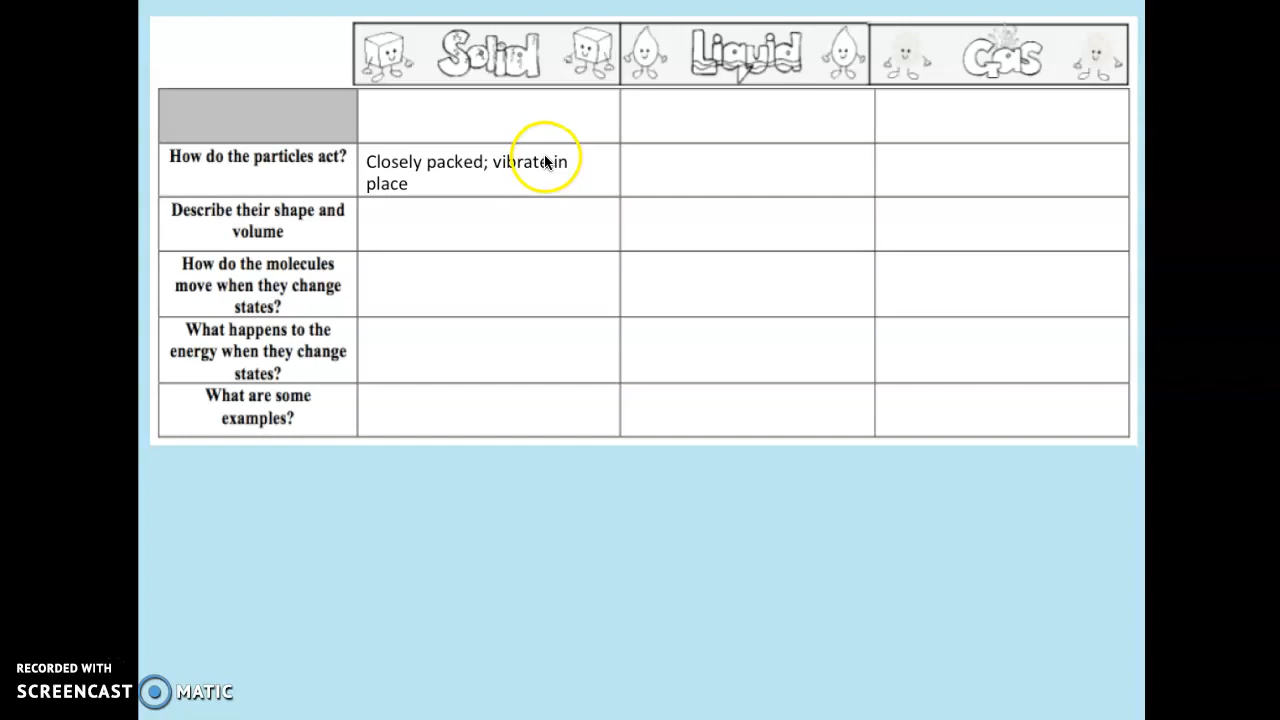 Solid Liquid Gas
How do the particles act?
Closely packed; vibrate in
place
Describe their shape and
volume
How do the molecules
move when they change
states?
What happens to the
energy when they change
states?
What are some
examples?
RECORDED WITH
SCREENCAST MATIC